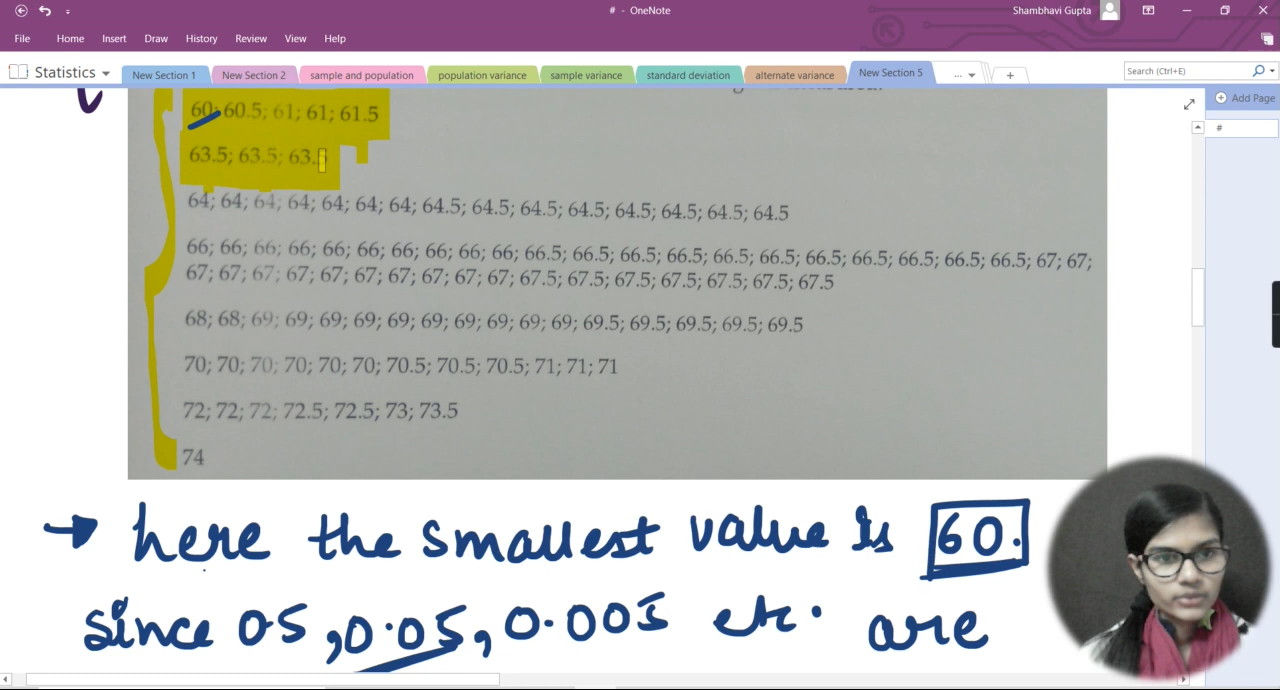 # - OneNote
Shambhavi Gupta
File Home Insert Draw History Review View Help
Statistics New Section 1 New Section 2 sample and population population variance sample variance standard deviation alternate variance New Section 5 ... + Search (Ctrl+E)
Add Page
#
60; 60.5; 61; 61; 61.5
63.5; 63.5; 63.5
64; 64; 64; 64; 64; 64; 64; 64.5; 64.5; 64.5; 64.5; 64.5; 64.5; 64.5; 64.5
66; 66; 66; 66; 66; 66; 66; 66; 66; 66; 66.5; 66.5; 66.5; 66.5; 66.5; 66.5; 66.5; 66.5; 66.5; 66.5; 66.5; 67; 67;
67; 67; 67; 67; 67; 67; 67; 67; 67; 67; 67.5; 67.5; 67.5; 67.5; 67.5; 67.5; 67.5
68; 68; 69; 69; 69; 69; 69; 69; 69; 69; 69; 69; 69.5; 69.5; 69.5; 69.5; 69.5
70; 70; 70; 70; 70; 70; 70.5; 70.5; 70.5; 71; 71; 71
72; 72; 72; 72.5; 72.5; 73; 73.5
74
→ here the smallest value is 60.
since 0.5, 0.05, 0.005 etc. are